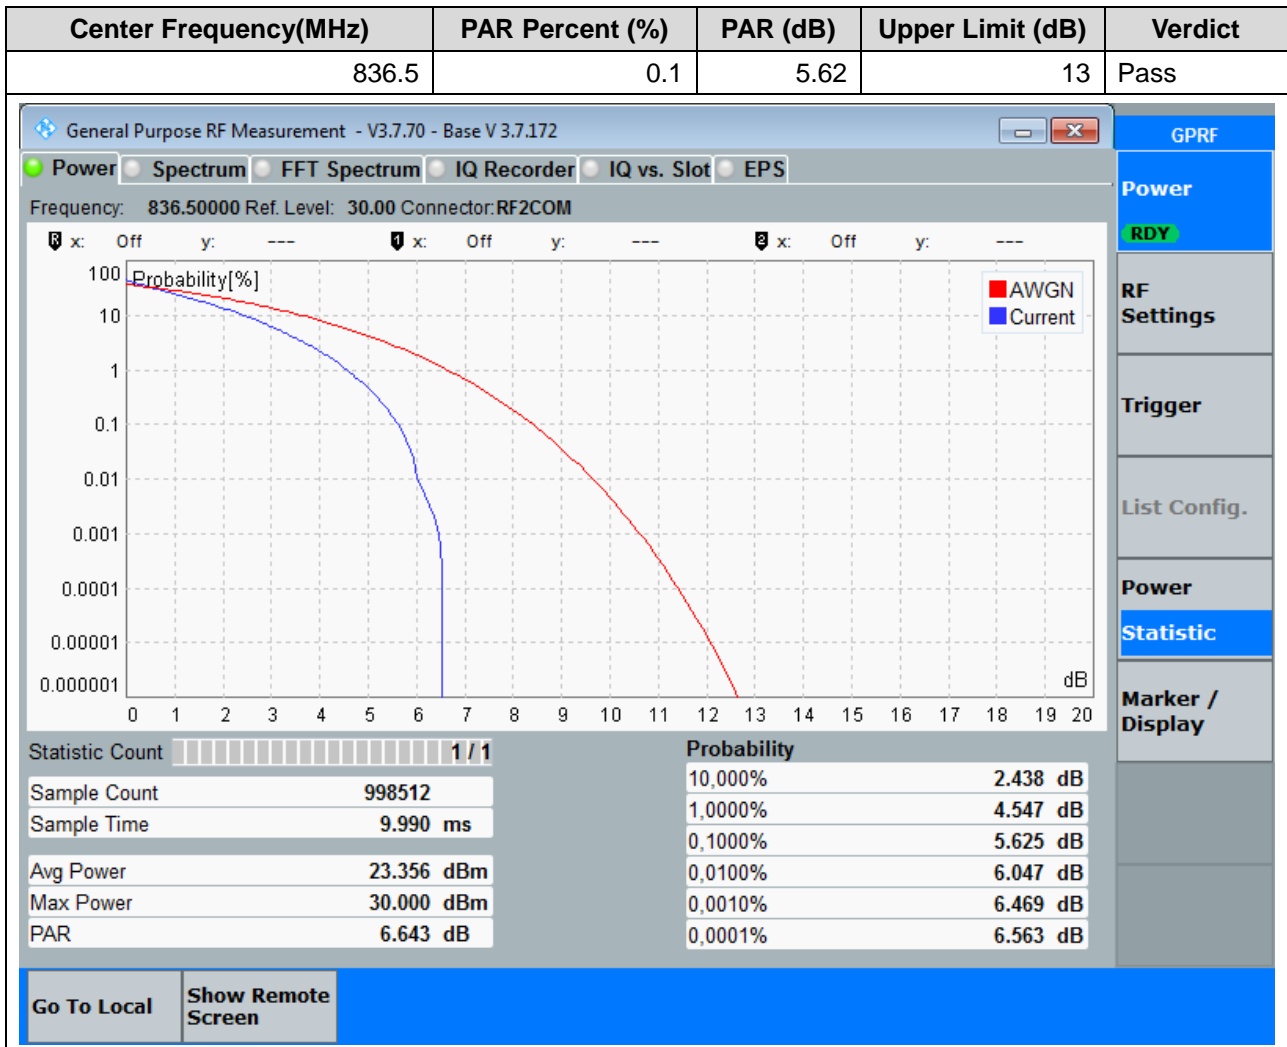 Center Frequency(MHz) PAR Percent (%) PAR (dB) Upper Limit (dB) Verdict
836.5 0.1 5.62 13 Pass
General Purpose RF Measurement - V3.7.70 - Base V 3.7.172
GPRF
Power Spectrum FFT Spectrum IQ Recorder IQ vs. Slot EPS
Frequency: 836.50000 Ref. Level: 30.00 Connector:RF2COM
R x: Off y: --- 1 x: Off y: --- 2 x: Off y: ---
Probability[%]
AWGN
Current
100
10
1
0.1
0.01
0.001
0.0001
0.00001
0.000001
dB
0 1 2 3 4 5 6 7 8 9 10 11 12 13 14 15 16 17 18 19 20
Statistic Count 1 / 1
Sample Count 998512
Sample Time 9.990 ms
Avg Power 23.356 dBm
Max Power 30.000 dBm
PAR 6.643 dB
Probability
10,000% 2.438 dB
1,0000% 4.547 dB
0,1000% 5.625 dB
0,0100% 6.047 dB
0,0010% 6.469 dB
0,0001% 6.563 dB
Power
RDY
RF
Settings
Trigger
List Config.
Power
Statistic
Marker /
Display
Go To Local
Show Remote
Screen